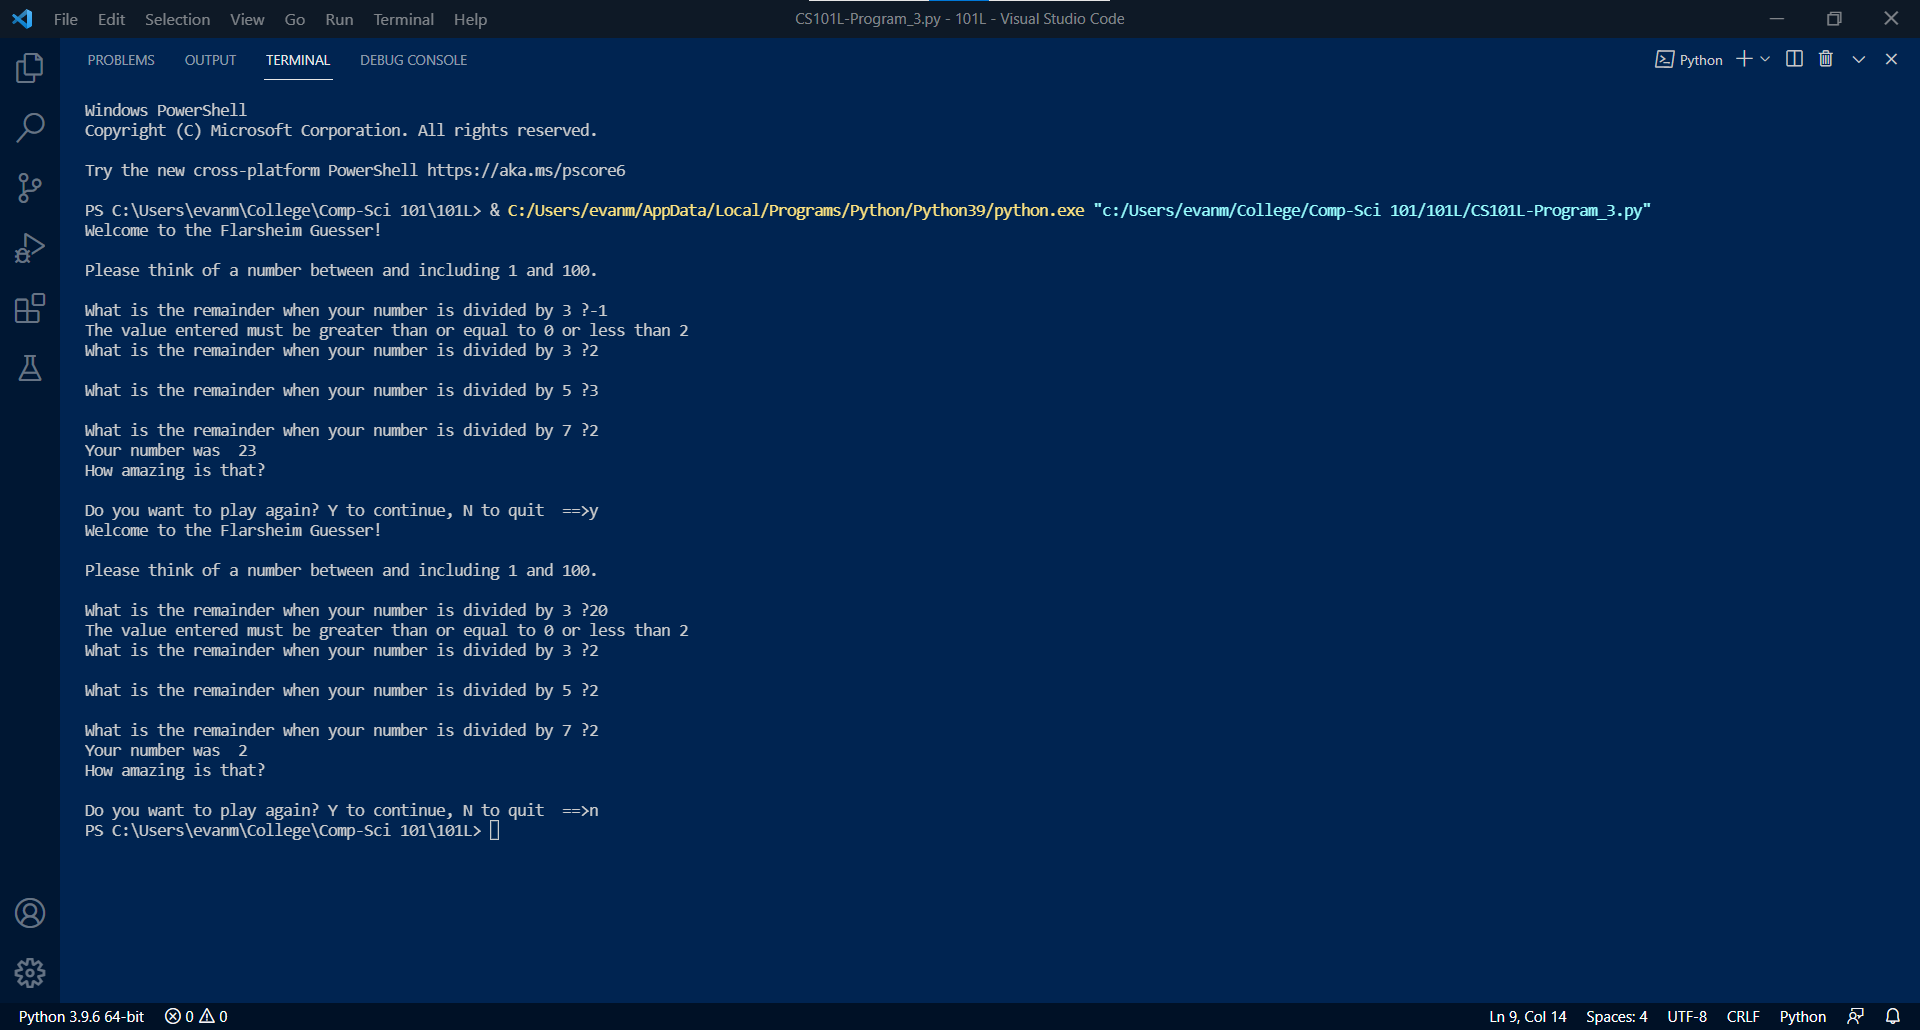 File Edit Selection View Go Run Terminal Help CS101L-Program_3.py - 101L - Visual Studio Code
PROBLEMS OUTPUT TERMINAL DEBUG CONSOLE Python
Windows PowerShell
Copyright (C) Microsoft Corporation. All rights reserved.
Try the new cross-platform PowerShell https://aka.ms/pscore6
PS C:\Users\evanm\College\Comp-Sci 101\101L> & C:/Users/evanm/AppData/Local/Programs/Python/Python39/python.exe "c:/Users/evanm/College/Comp-Sci 101/101L/CS101L-Program_3.py"
Welcome to the Flarsheim Guesser!
Please think of a number between and including 1 and 100.
What is the remainder when your number is divided by 3 ?-1
The value entered must be greater than or equal to 0 or less than 2
What is the remainder when your number is divided by 3 ?2
What is the remainder when your number is divided by 5 ?3
What is the remainder when your number is divided by 7 ?2
Your number was  23
How amazing is that?
Do you want to play again? Y to continue, N to quit  ==>y
Welcome to the Flarsheim Guesser!
Please think of a number between and including 1 and 100.
What is the remainder when your number is divided by 3 ?20
The value entered must be greater than or equal to 0 or less than 2
What is the remainder when your number is divided by 3 ?2
What is the remainder when your number is divided by 5 ?2
What is the remainder when your number is divided by 7 ?2
Your number was  2
How amazing is that?
Do you want to play again? Y to continue, N to quit  ==>n
PS C:\Users\evanm\College\Comp-Sci 101\101L>
Python 3.9.6 64-bit 0 0 Ln 9, Col 14 Spaces: 4 UTF-8 CRLF Python